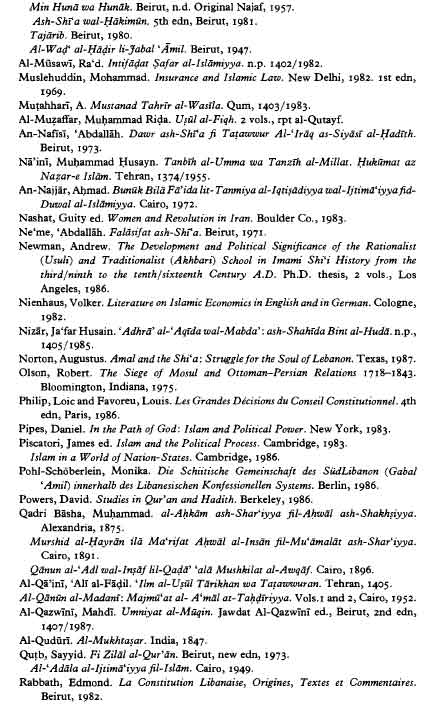 Min Hunā wa Hunāk. Beirut, n.d. Original Najaf, 1957.
Ash-Shī‘a wal-Ḥākimūn. 5th edn, Beirut, 1981.
Tajārib. Beirut, 1980.
Al-Waḍ‘ al-Ḥāḍir li-Jabal ‘Āmil. Beirut, 1947.
Al-Mūsawī, Ra‘d. Intifāḍat Ṣafar al-Islāmiyya. n.p. 1402/1982.
Muslehuddin, Mohammad. Insurance and Islamic Law. New Delhi, 1982. 1st edn,
1969.
Muṭahharī, A. Mustanad Tahrīr al-Wasīla. Qum, 1403/1983.
Al-Muẓaffar, Muḥammad Riḍa. Uṣūl al-Fiqh. 2 vols., rpt al-Qutayf.
An-Nafīsī, ‘Abdallāh. Dawr ash-Shī‘a fi Taṭawwur Al-‘Irāq as-Siyāsī al-Ḥadīth.
Beirut, 1973.
Nā’inī, Muḥammad Ḥusayn. Tanbīh al-Umma wa Tanzīh al-Millat. Ḥukūmat az
Naẓar-e Islām. Tehran, 1374/1955.
An-Najjār, Aḥmad. Bunūk Bilā Fā’ida lit-Tanmiya al-Iqtiṣādiyya wal-Ijtimā‘iyya fid-
Duwal al-Islāmiyya. Cairo, 1972.
Nashat, Guity ed. Women and Revolution in Iran. Boulder Co., 1983.
Ne‘me, ‘Abdallāh. Falāsifat ash-Shī‘a. Beirut, 1971.
Newman, Andrew. The Development and Political Significance of the Rationalist
(Usuli) and Traditionalist (Akhbari) School in Imami Shi‘i History from the
third/ninth to the tenth/sixteenth Century A.D. Ph.D. thesis, 2 vols., Los
Angeles, 1986.
Nienhaus, Volker. Literature on Islamic Economics in English and in German. Cologne,
1982.
Nizār, Ja‘far Husain. ‘Adhrā’ al-‘Aqīda wal-Mabda’: ash-Shahīda Bint al-Hudā. n.p.,
1405/1985.
Norton, Augustus. Amal and the Shi‘a: Struggle for the Soul of Lebanon. Texas, 1987.
Olson, Robert. The Siege of Mosul and Ottoman–Persian Relations 1718–1843.
Bloomington, Indiana, 1975.
Philip, Loic and Favoreu, Louis. Les Grandes Décisions du Conseil Constitutionnel. 4th
edn, Paris, 1986.
Pipes, Daniel. In the Path of God: Islam and Political Power. New York, 1983.
Piscatori, James ed. Islam and the Political Process. Cambridge, 1983.
Islam in a World of Nation-States. Cambridge, 1986.
Pohl-Schöberlein, Monika. Die Schiitische Gemeinschaft des SüdLibanon (Gabal
‘Amil) innerhalb des Libanesischen Konfessionellen Systems. Berlin, 1986.
Powers, David. Studies in Qur’an and Hadith. Berkeley, 1986.
Qadri Bāsha, Muḥammad. al-Aḥkām ash-Shar‘iyya fil-Aḥwāl ash-Shakhṣiyya.
Alexandria, 1875.
Murshid al-Ḥayrān ilā Ma‘rifat Aḥwāl al-Insān fil-Mu‘āmalāt ash-Shar‘iyya.
Cairo, 1891.
Qānun al-‘Adl wal-Inṣāf lil-Qaḍā’ ‘alā Mushkilat al-Awqāf. Cairo, 1896.
Al-Qā’inī, ‘Alī al-Fāḍil. ‘Ilm al-Uṣūl Tārikhan wa Taṭawwuran. Tehran, 1405.
Al-Qānūn al-Madanī: Majmū‘at al- A‘māl at-Taḥḍīriyya. Vols.1 and 2, Cairo, 1952.
Al-Qazwīnī, Mahdī. Umniyat al-Mūqin. Jawdat Al-Qazwīnī ed., Beirut, 2nd edn,
1407/1987.
Al-Qudūrī. Al-Mukhtaṣar. India, 1847.
Quṭb, Sayyid. Fi Zilāl al-Qur’ān. Beirut, new edn, 1973.
Al-‘Adāla al-Ijtimā‘iyya fil-Islām. Cairo, 1949.
Rabbath, Edmond. La Constitution Libanaise, Origines, Textes et Commentaires.
Beirut, 1982.